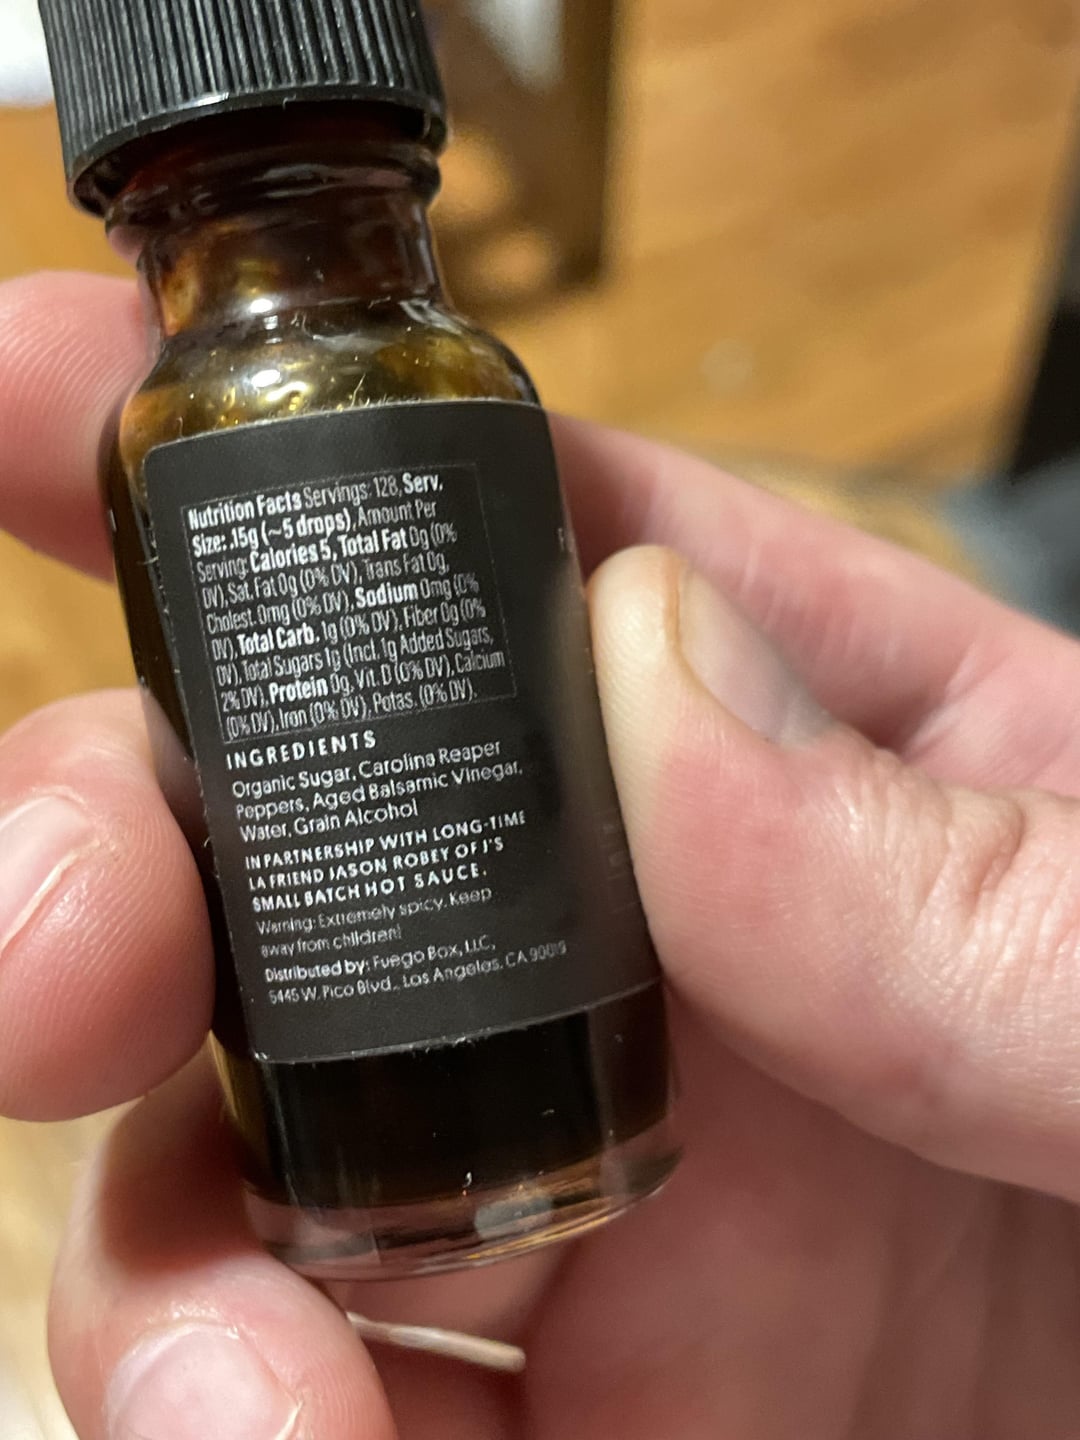 Nutrition Facts Servings: 128, Serv.
Size: .15g (~5 drops), Amount Per
Serving: Calories 5, Total Fat 0g (0%
DV), Sat. Fat 0g (0% DV), Trans Fat 0g,
Cholest. 0mg (0% DV), Sodium 0mg (0%
DV), Total Carb. 1g (0% DV), Fiber 0g (0%
DV), Total Sugars 1g (Incl. 1g Added Sugars,
2% DV), Protein 0g, Vit. D (0% DV), Calcium
(0% DV), Iron (0% DV), Potas. (0% DV).
INGREDIENTS
Organic Sugar, Carolina Reaper
Peppers, Aged Balsamic Vinegar,
Water, Grain Alcohol
IN PARTNERSHIP WITH LONG-TIME
LA FRIEND JASON ROBEY OF J'S
SMALL BATCH HOT SAUCE.
Warning: Extremely spicy. Keep
away from children!
Distributed by: Fuego Box, LLC,
5445 W. Pico Blvd., Los Angeles, CA 90019